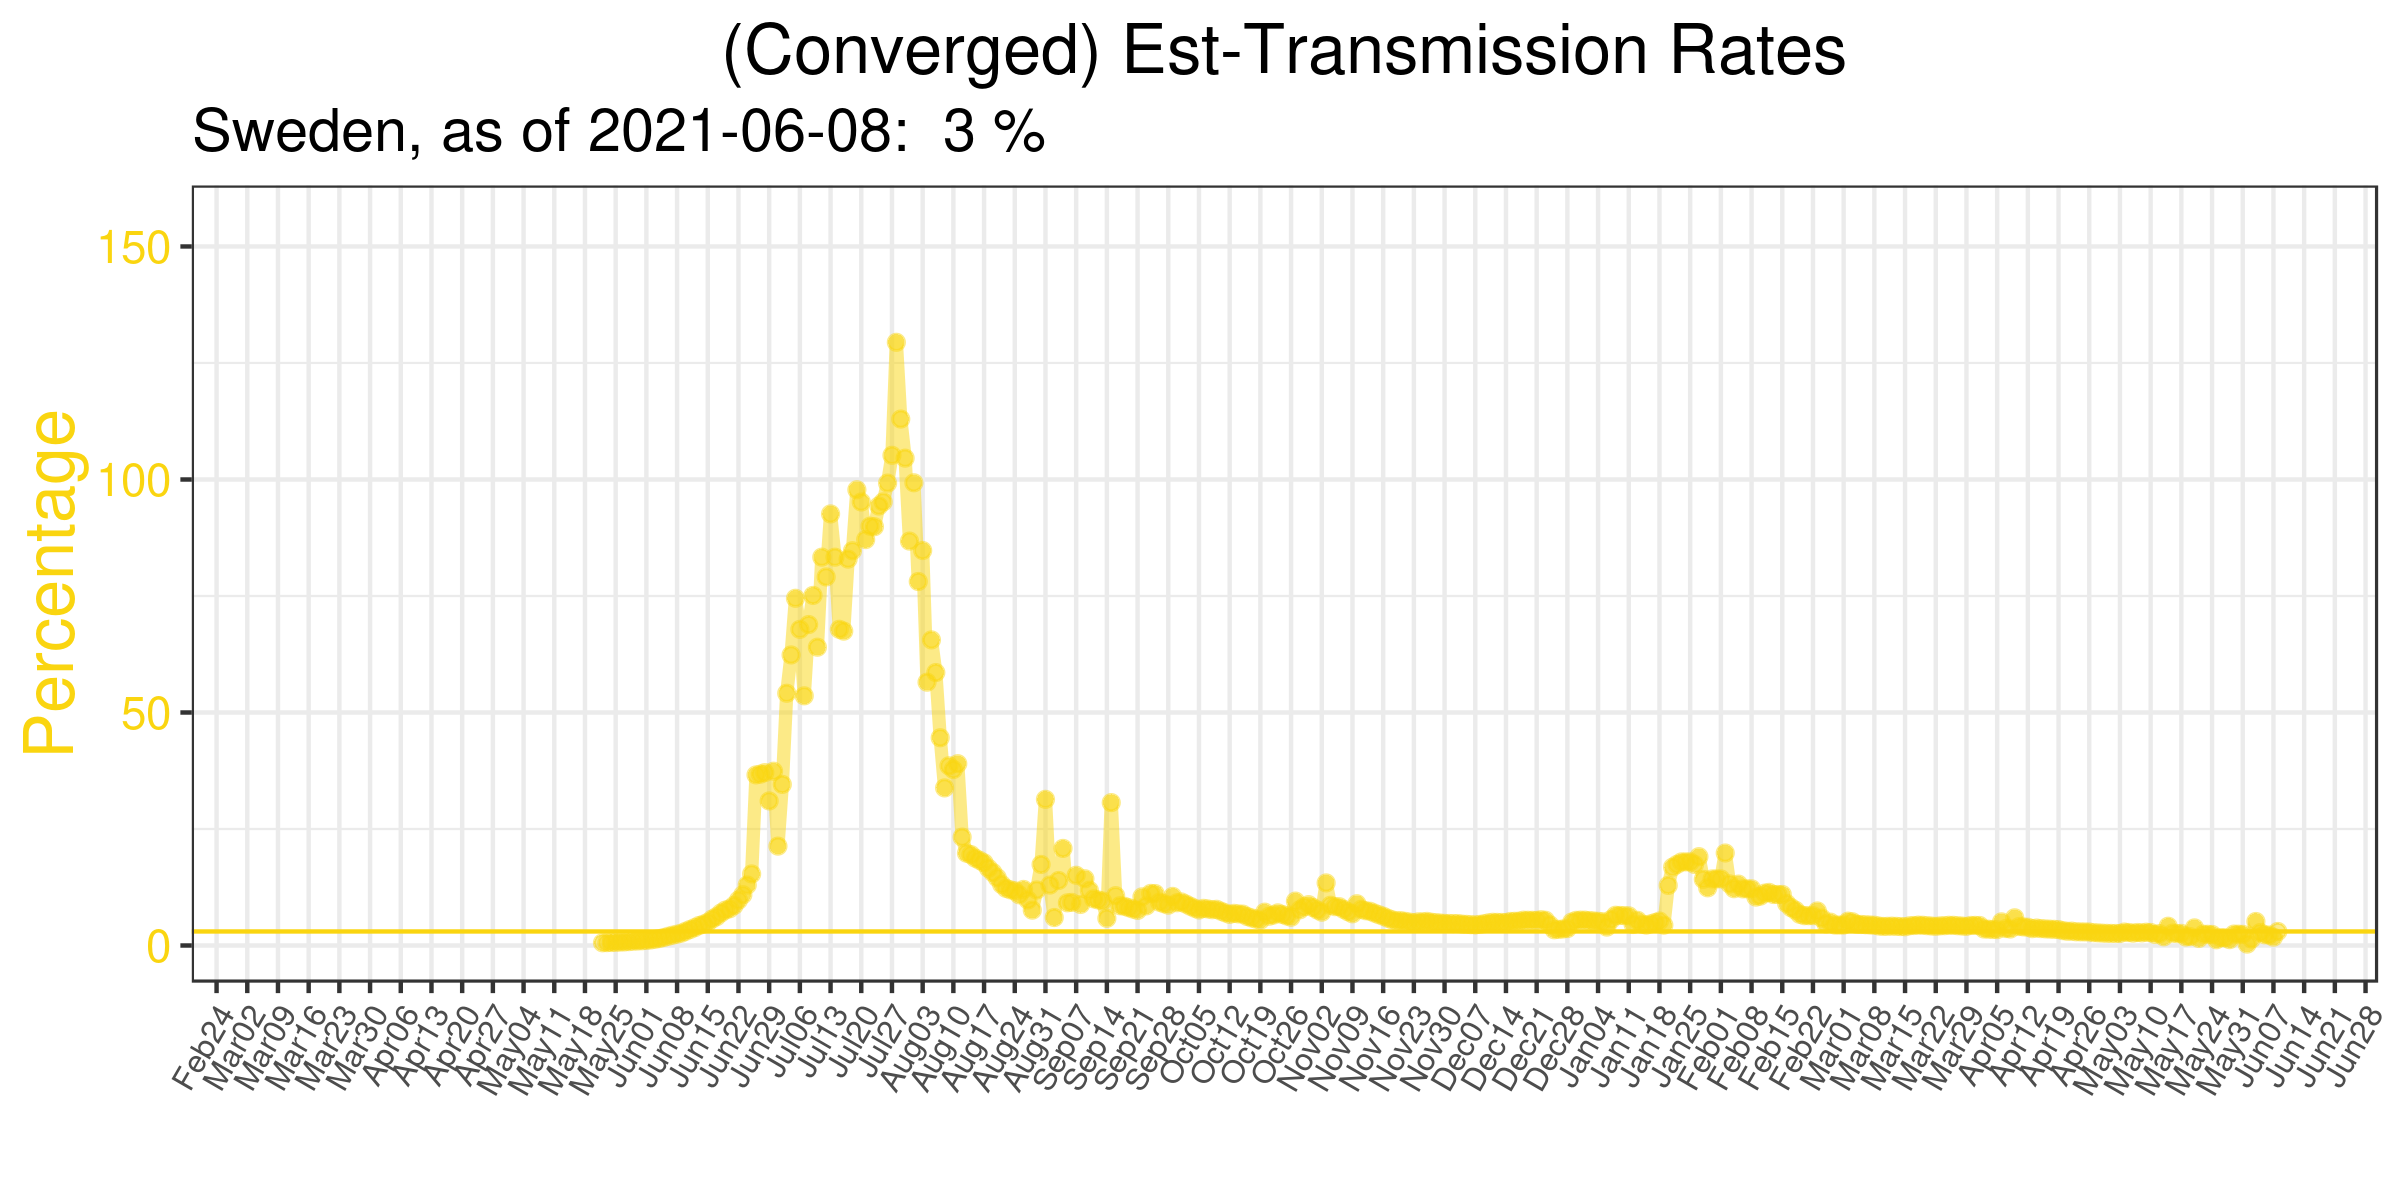 (Converged) Est-Transmission Rates
Sweden, as of 2021-06-08:  3 %
Percentage
150
100
50
0
Feb24
Mar02
Mar09
Mar16
Mar23
Mar30
Apr06
Apr13
Apr20
Apr27
May04
May11
May18
May25
Jun01
Jun08
Jun15
Jun22
Jun29
Jul06
Jul13
Jul20
Jul27
Aug03
Aug10
Aug17
Aug24
Aug31
Sep07
Sep14
Sep21
Sep28
Oct05
Oct12
Oct19
Oct26
Nov02
Nov09
Nov16
Nov23
Nov30
Dec07
Dec14
Dec21
Dec28
Jan04
Jan11
Jan18
Jan25
Feb01
Feb08
Feb15
Feb22
Mar01
Mar08
Mar15
Mar22
Mar29
Apr05
Apr12
Apr19
Apr26
May03
May10
May17
May24
May31
Jun07
Jun14
Jun21
Jun28